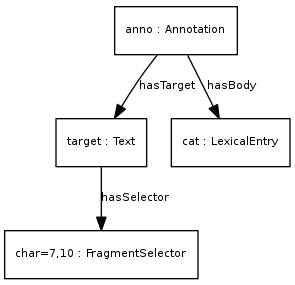 anno : Annotation
hasTarget
hasBody
target : Text
cat : LexicalEntry
hasSelector
char=7,10 : FragmentSelector